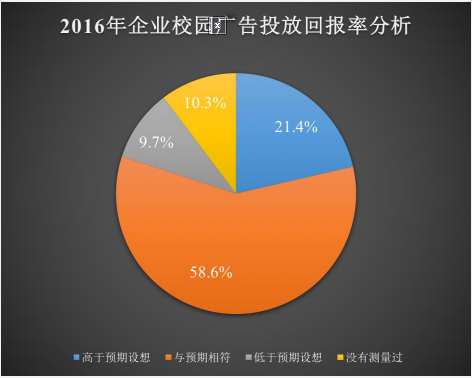 2016年企业校园广告投放回报率分析
10.3%
21.4%
9.7%
58.6%
高于预期设想 与预期相符 低于预期设想 没有测量过